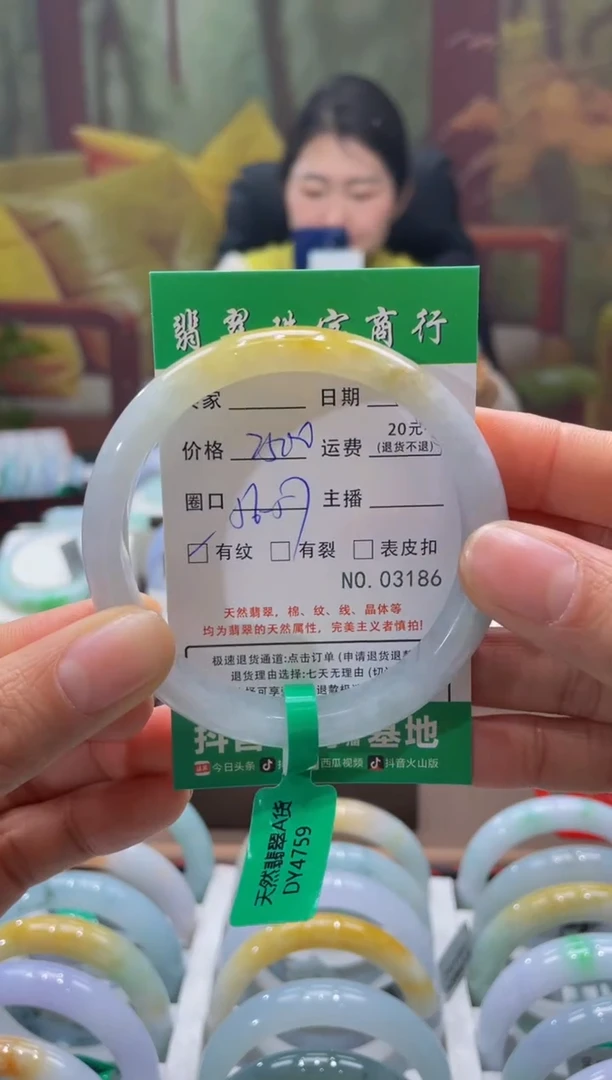 翡翠珠宝商行
家 日期
价格 2500 运费 20元 (退货不退)
圈口 主播
有纹 有裂 表皮扣
NO.03186
天然翡翠，棉、纹、线、晶体等
均为翡翠的天然属性，完美主义者慎拍!
极速退货通道:点击订单 (申请退货退款
退货理由选择:七天无理由 (切
抖音 基地
今日头条 西瓜视频 抖音火山版
天然翡翠A货
DY4759